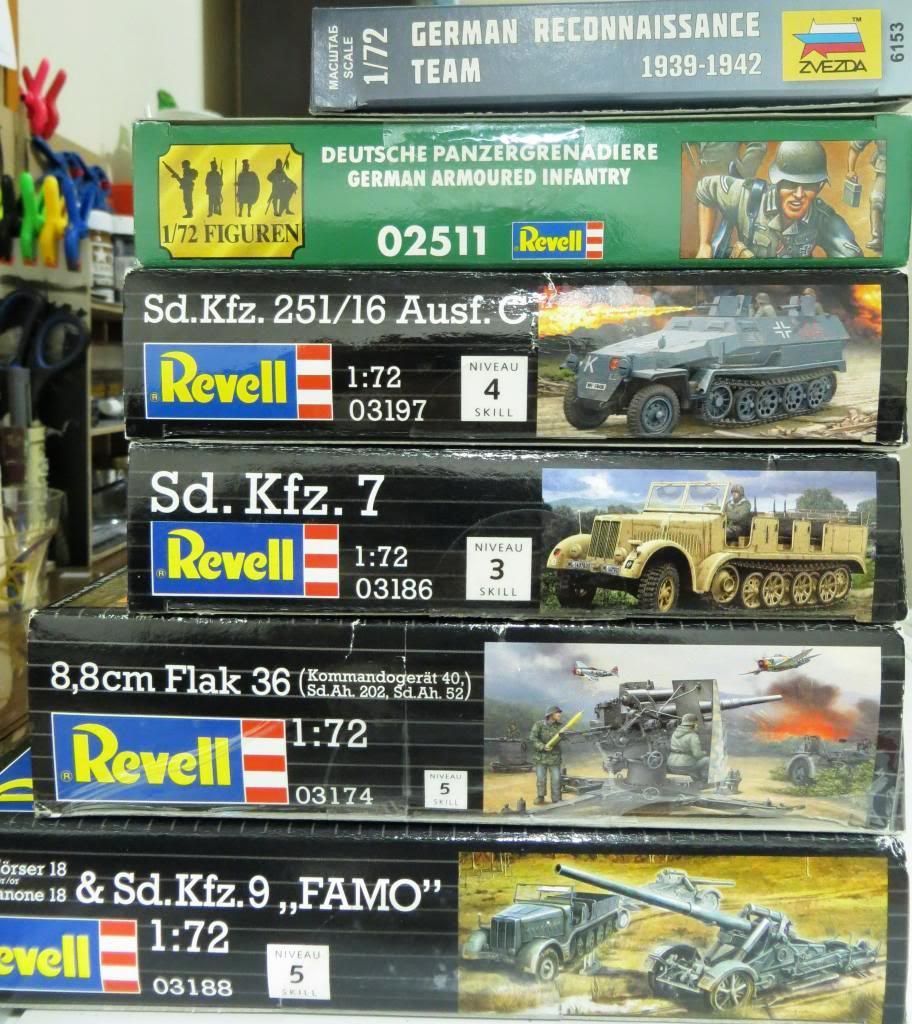 МАСШТАБ
SCALE
1/72
GERMAN RECONNAISSANCE
TEAM
1939-1942
ZVEZDA
TM
6153
DEUTSCHE PANZERGRENADIERE
GERMAN ARMOURED INFANTRY
1/72 FIGUREN
02511
Revell
Sd.Kfz. 251/16 Ausf. C
® Revell
1:72
03197
NIVEAU
4
SKILL
K
Sd. Kfz. 7
® Revell
1:72
03186
NIVEAU
3
SKILL
8,8cm Flak 36 (Kommandogerät 40,)
Sd.Ah. 202, Sd.Ah. 52)
® Revell
1:72
03174
NIVEAU
5
SKILL
örser 18
er/or
anone 18
& Sd.Kfz.9 „FAMO”
evell
1:72
03188
NIVEAU
5
SKILL